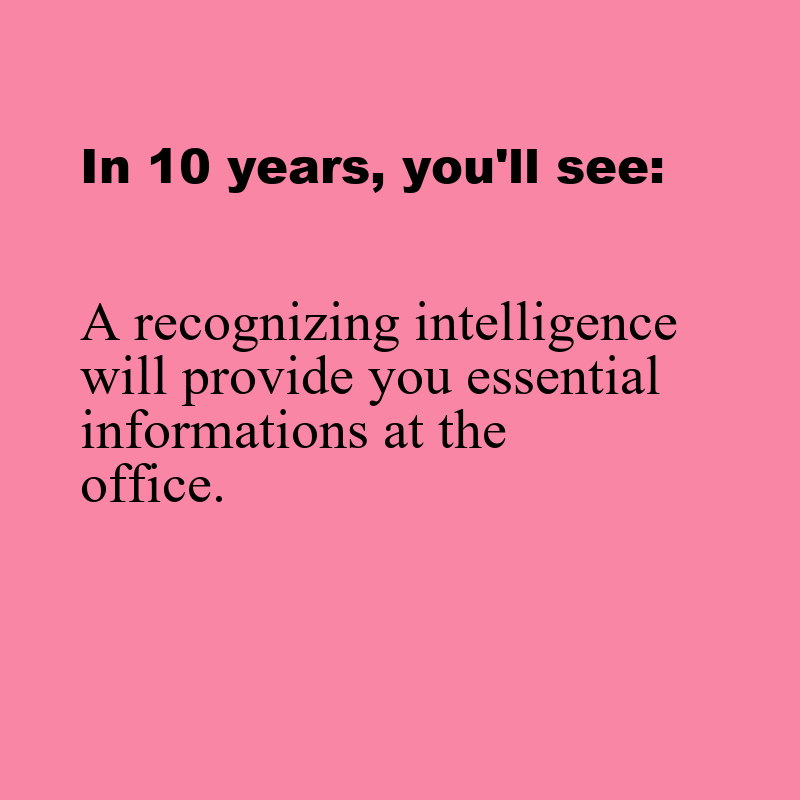 In 10 years, you'll see:
A recognizing intelligence
will provide you essential
informations at the
office.